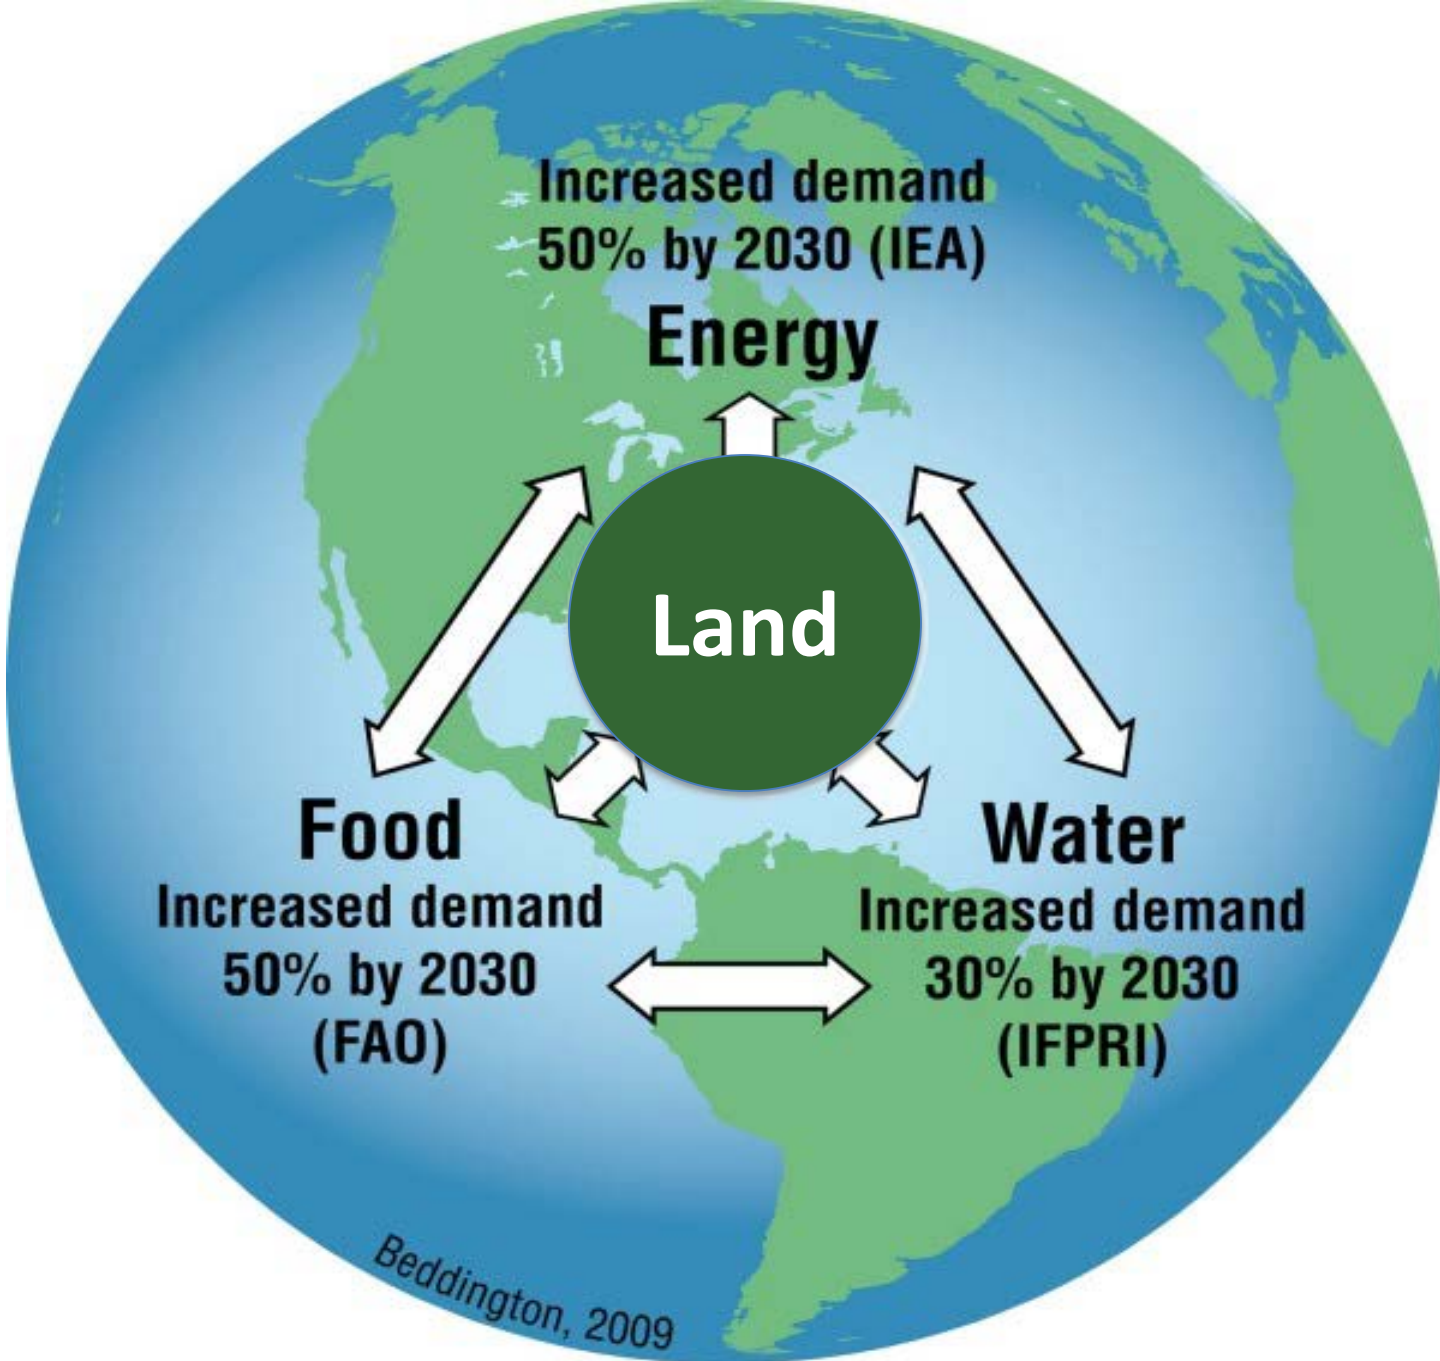 Increased demand
50% by 2030 (IEA)
Energy
Land
Food
Increased demand
50% by 2030
(FAO)
Water
Increased demand
30% by 2030
(IFPRI)
Beddington, 2009